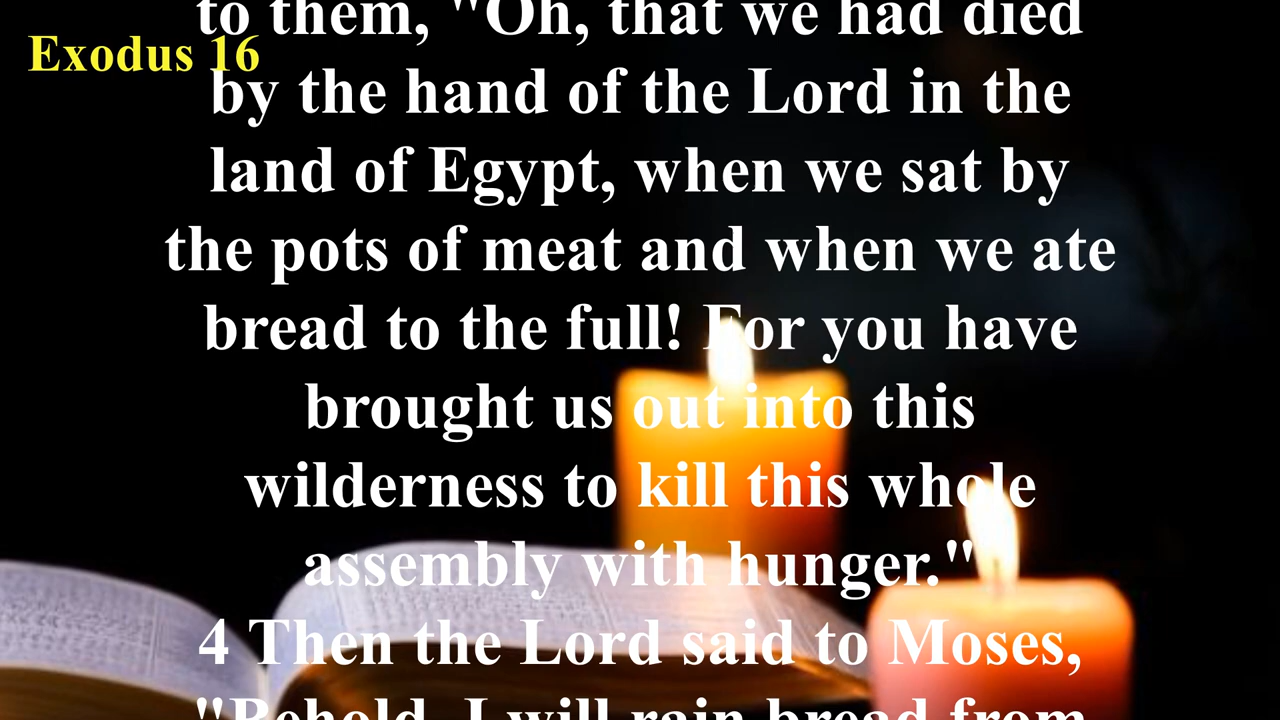 to them, "Oh, that we had died
Exodus 16
by the hand of the Lord in the
land of Egypt, when we sat by
the pots of meat and when we ate
bread to the full! For you have
brought us out into this
wilderness to kill this whole
assembly with hunger."
4 Then the Lord said to Moses,
"Behold, I will rain bread from